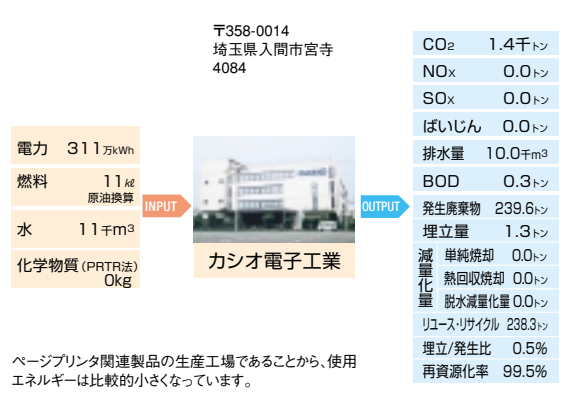 〒358-0014
埼玉県入間市宮寺
4084
電力 311万kWh
燃料 11㎘
原油換算
水 11千m3
化学物質(PRTR法)
0kg
INPUT
カシオ電子工業
OUTPUT
CO2 1.4千トン
NOX 0.0トン
SOX 0.0トン
ばいじん 0.0トン
排水量 10.0千m3
BOD 0.3トン
発生廃棄物 239.6トン
埋立量 1.3トン
減量化量
単純焼却 0.0トン
熱回収焼却 0.0トン
脱水減量化量 0.0トン
リユース・リサイクル 238.3トン
埋立/発生比 0.5%
再資源化率 99.5%
ページプリンタ関連製品の生産工場であることから、使用
エネルギーは比較的小さくなっています。